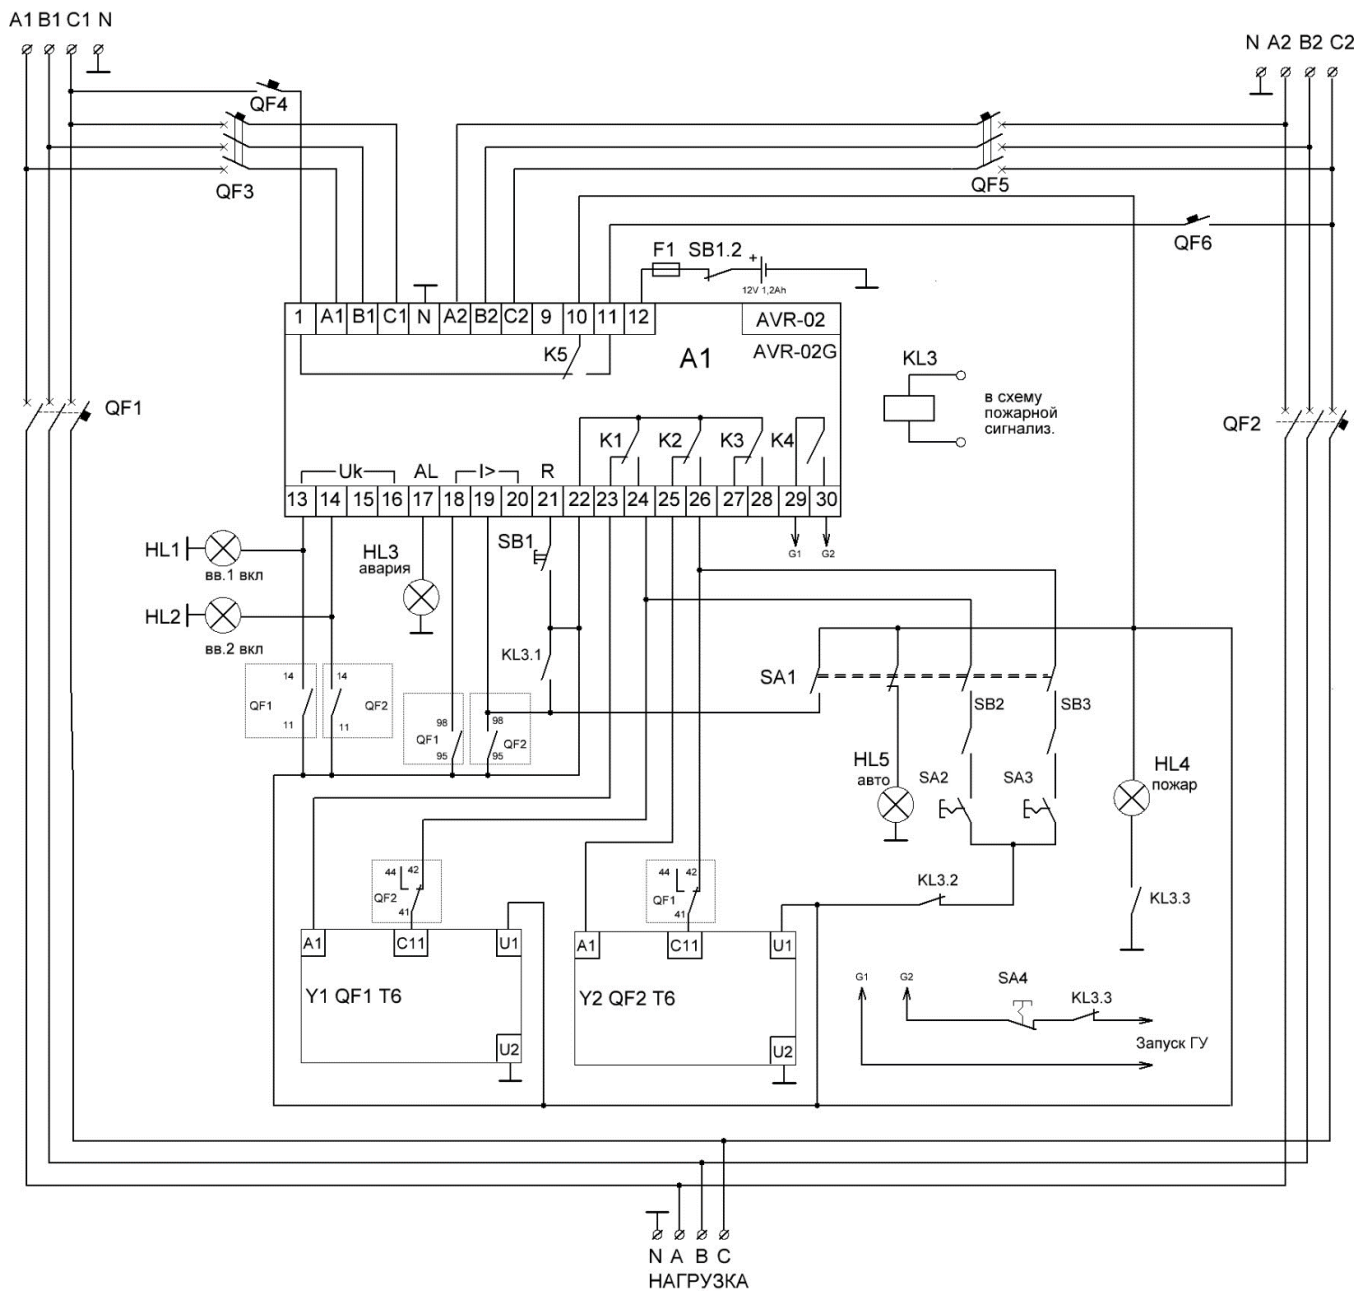 A1 B1 C1 N
N A2 B2 C2
QF4
QF3
QF5
QF6
F1 SB1.2
+
12V 1,2Ah
1 A1 B1 C1 N A2 B2 C2 9 10 11 12
AVR-02
AVR-02G
K5
A1
KL3
в схему
пожарной
сигнализ.
QF1
QF2
K1 K2 K3 K4
Uk AL I> R
13 14 15 16 17 18 19 20 21 22 23 24 25 26 27 28 29 30
G1 G2
HL1
вв.1 вкл
HL3
авария
SB1
HL2
вв.2 вкл
KL3.1
SA1
14 14
QF1 QF2
11 11
98 98
QF1 QF2
95 95
SB2 SB3
HL5
авто
SA2 SA3
HL4
пожар
44 42
QF2
41
44 42
QF1
41
KL3.2
KL3.3
A1 C11 U1
Y1 QF1 T6
U2
A1 C11 U1
Y2 QF2 T6
U2
G1 G2
SA4
KL3.3
Запуск ГУ
N A B C
НАГРУЗКА